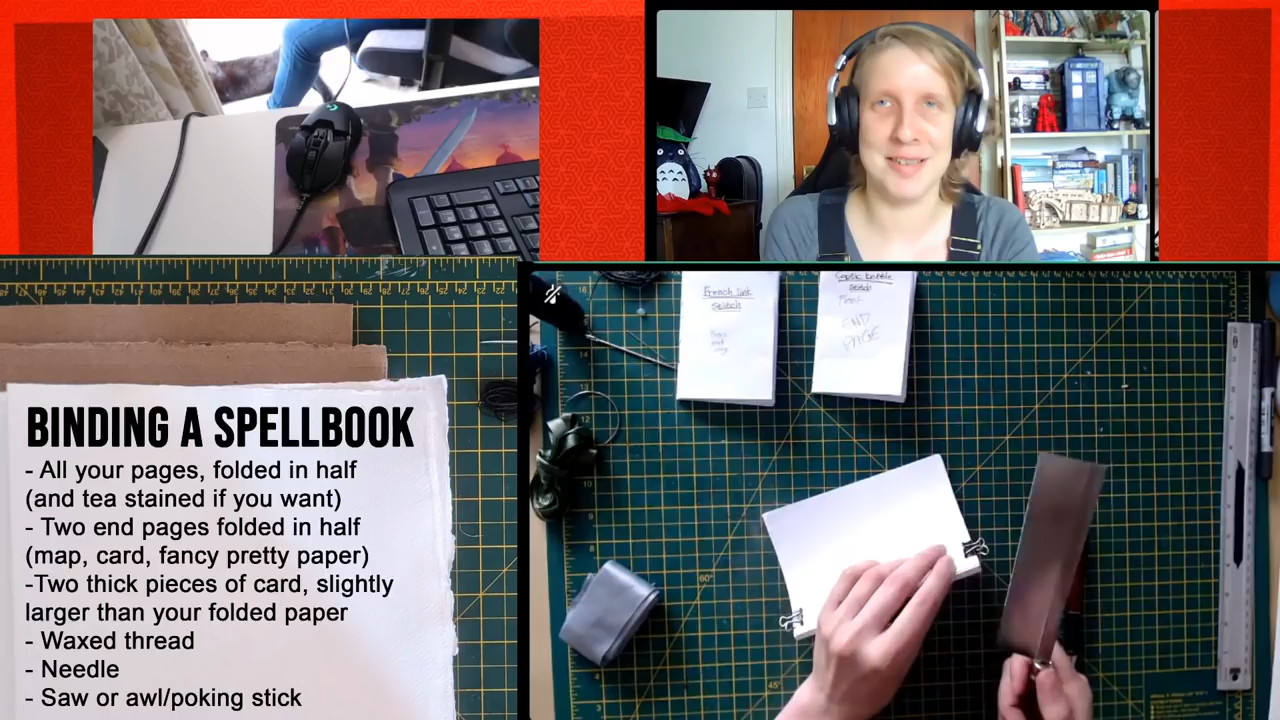 BINDING A SPELLBOOK
- All your pages, folded in half
(and tea stained if you want)
- Two end pages folded in half
(map, card, fancy pretty paper)
-Two thick pieces of card, slightly
larger than your folded paper
- Waxed thread
- Needle
- Saw or awl/poking stick
French link
stitch
Coptic
stitch
END
PAGE
60°
45°